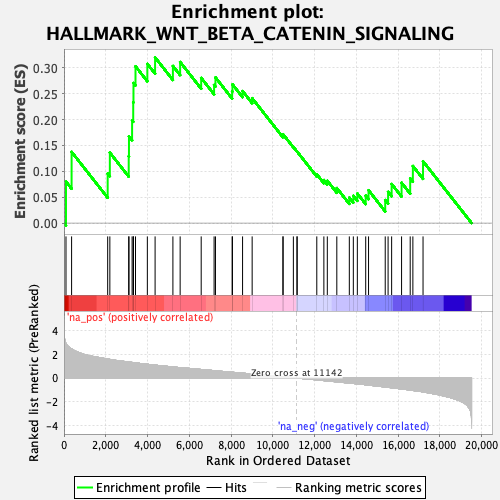 Enrichment plot:
HALLMARK_WNT_BETA_CATENIN_SIGNALING
Enrichment score (ES)
0.30
0.25
0.20
0.15
0.10
0.05
0.00
Ranked list metric (PreRanked)
'na_pos' (positively correlated)
4
2
0
-2
-4
Zero cross at 11142
'na_neg' (negatively correlated)
0
2,000
4,000
6,000
8,000
10,000
12,000
14,000
16,000
18,000
20,000
Rank in Ordered Dataset
Enrichment profile
Hits
Ranking metric scores